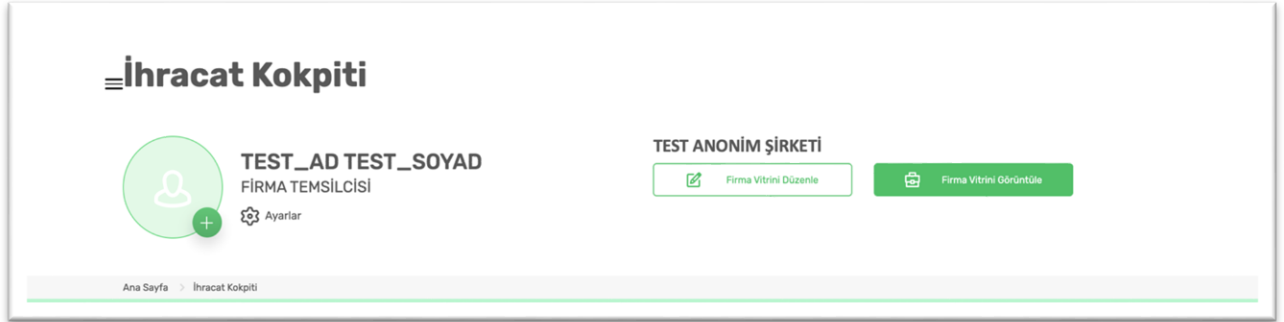 İhracat Kokpiti
TEST_AD TEST_SOYAD
FİRMA TEMSİLCİSİ
Ayarlar
TEST ANONİM ŞİRKETİ
Firma Vitrini Düzenle
Firma Vitrini Görüntüle
Ana Sayfa > İhracat Kokpiti